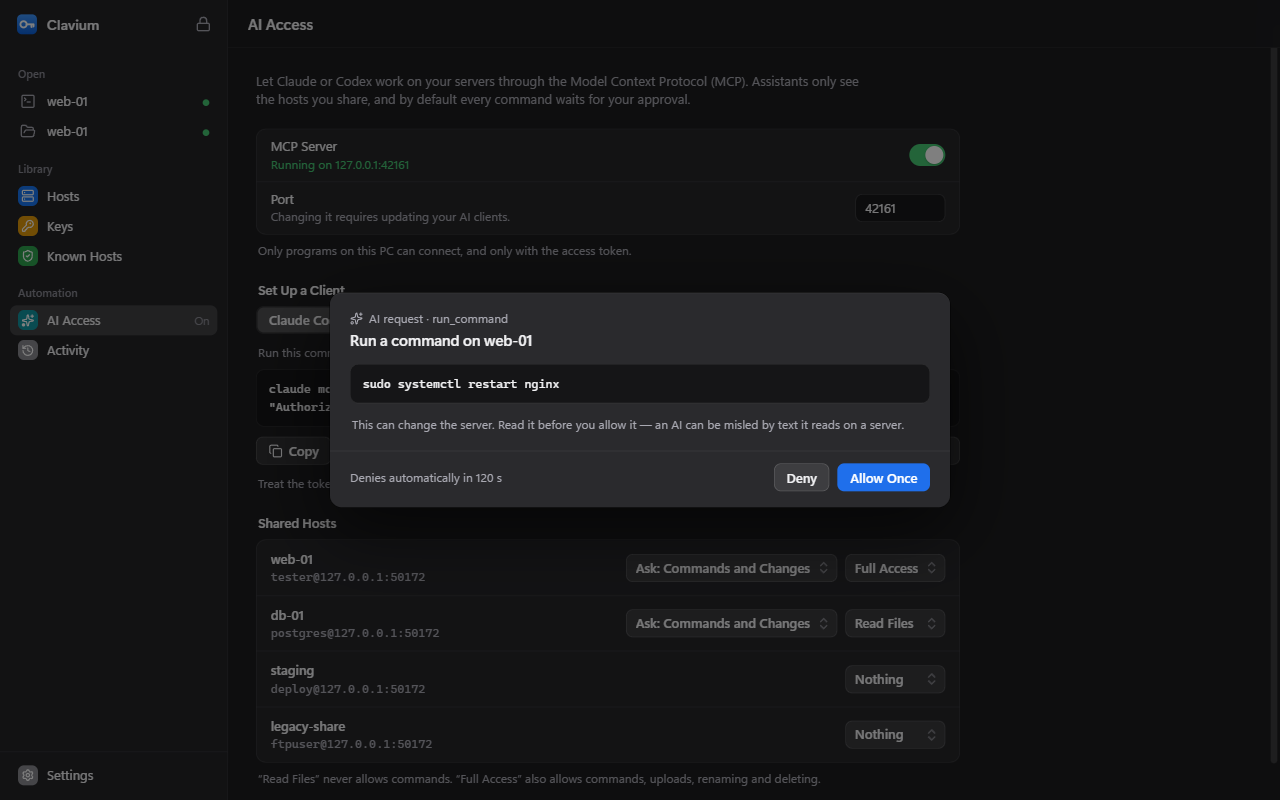 Clavium
AI Access
Open
web-01
web-01
Library
Hosts
Keys
Known Hosts
Automation
AI Access
On
Activity
Settings
Let Claude or Codex work on your servers through the Model Context Protocol (MCP). Assistants only see
the hosts you share, and by default every command waits for your approval.
MCP Server
Running on 127.0.0.1:42161
Port
Changing it requires updating your AI clients.
42161
Only programs on this PC can connect, and only with the access token.
Set Up a Client
Claude Co
Run this comm
claude mc
"Authoriz
Copy
Treat the toke
AI request · run_command
Run a command on web-01
sudo systemctl restart nginx
This can change the server. Read it before you allow it — an AI can be misled by text it reads on a server.
Denies automatically in 120 s
Deny
Allow Once
Shared Hosts
web-01
tester@127.0.0.1:50172
Ask: Commands and Changes
Full Access
db-01
postgres@127.0.0.1:50172
Ask: Commands and Changes
Read Files
staging
deploy@127.0.0.1:50172
Nothing
legacy-share
ftpuser@127.0.0.1:50172
Nothing
"Read Files" never allows commands. "Full Access" also allows commands, uploads, renaming and deleting.